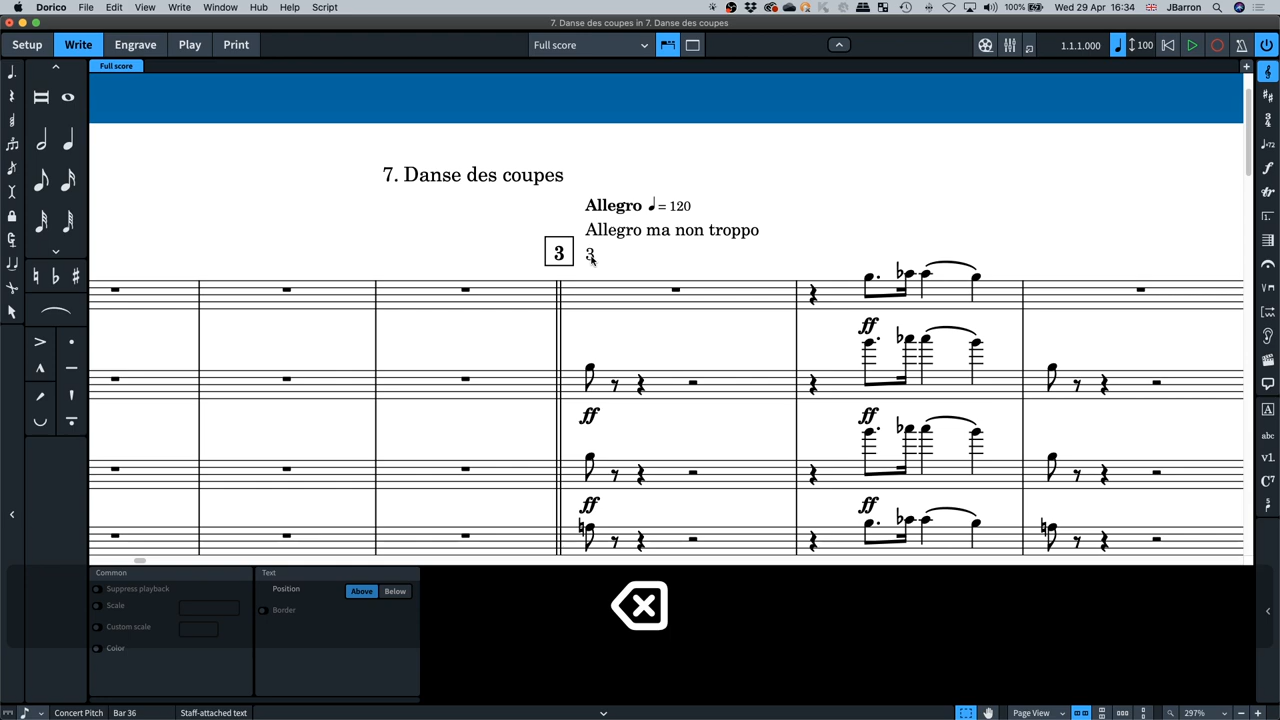 Dorico File Edit Write Window Hub Help Script
Wed 29 Apr 16:34 JBarron
7. Danse des coupes in 7. Danse des coupes
Setup Write Engrave Play Print
Full score
1.1.1.000
100
Full score
7. Danse des coupes
Allegro ♩= 120
Allegro ma non troppo
3
3
ff
ff
ff
ff
ff
Common
Text
Suppress playback
Position
Above
Below
Scale
Border
Custom scale
Color
abc
v1.
C7
Concert Pitch
Bar 36
Staff-attached text
Page View
297%